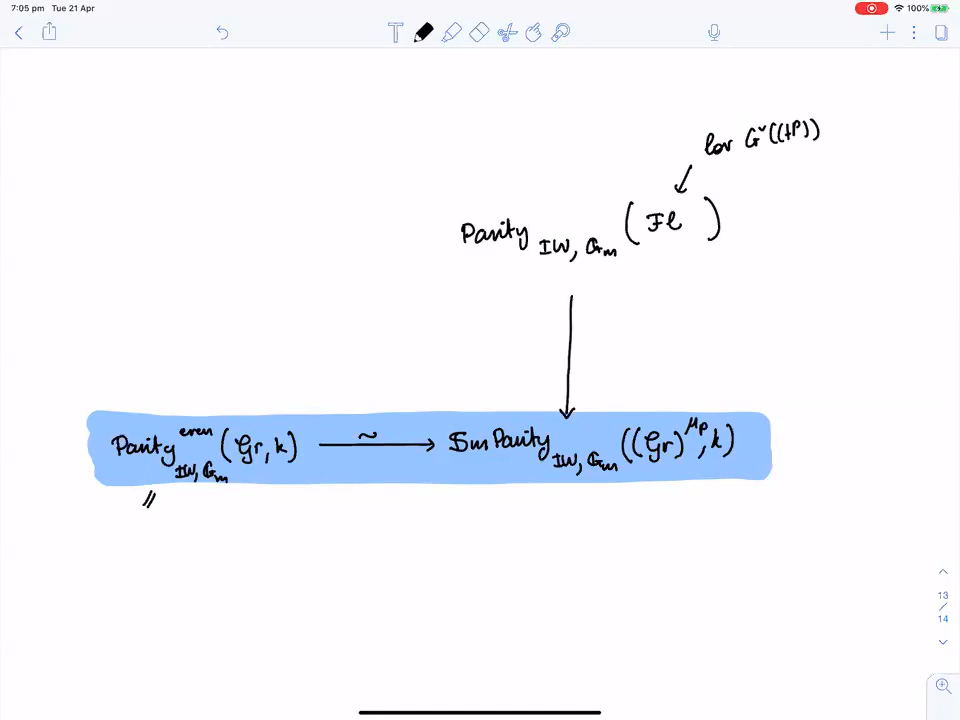 7:05 pm Tue 21 Apr
100%
for G^∨((t^p))
Parity_{IW, 𝔾m} (Fl)
Parity^{even}_{IW, 𝔾m} (Gr, k) ⟶^{∼} SmParity_{IW, 𝔾m} ((Gr)^{μp}, k)
13
/
14